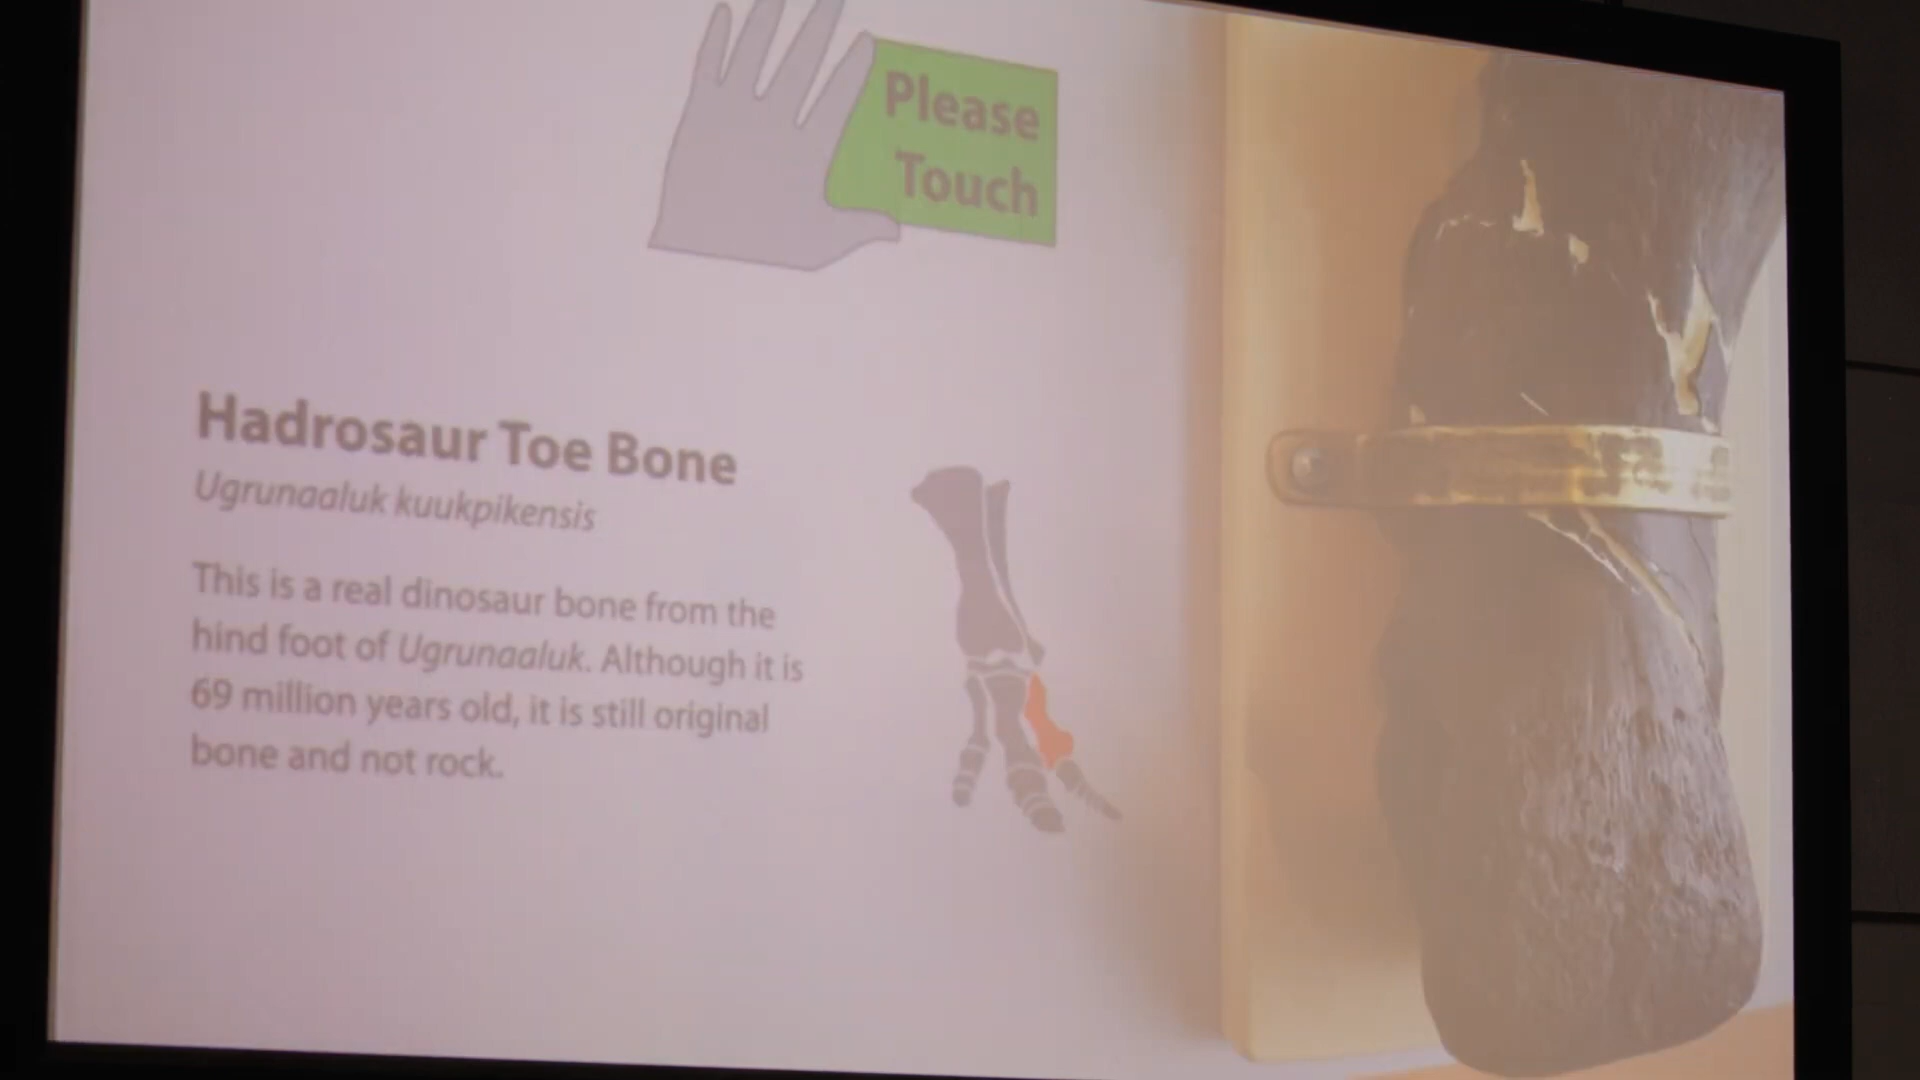 Please
Touch
Hadrosaur Toe Bone
Ugrunaaluk kuukpikensis
This is a real dinosaur bone from the
hind foot of Ugrunaaluk. Although it is
69 million years old, it is still original
bone and not rock.